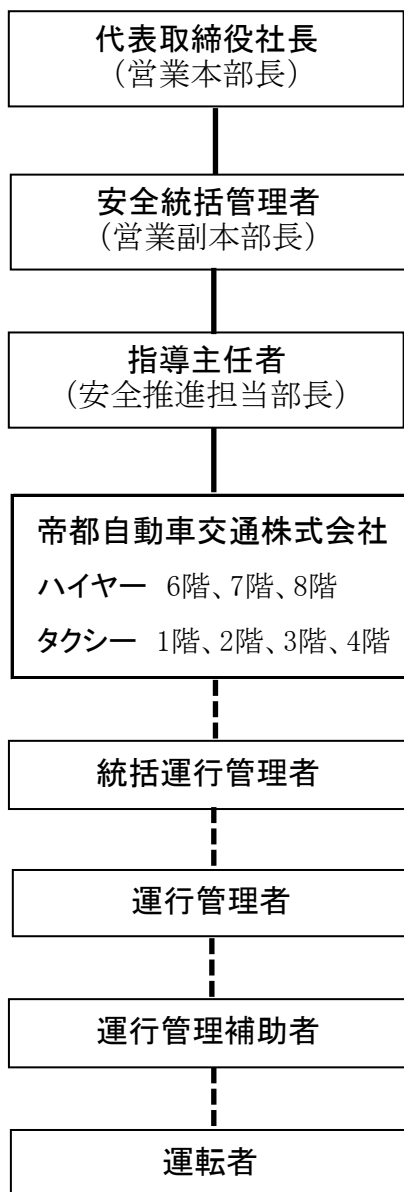 代表取締役社長
（営業本部長）
安全統括管理者
（営業副本部長）
指導主任者
（安全推進担当部長）
帝都自動車交通株式会社
ハイヤー 6階、7階、8階
タクシー 1階、2階、3階、4階
統括運行管理者
運行管理者
運行管理補助者
運転者